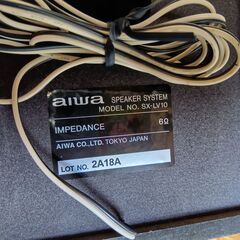 aiwa SPEAKER SYSTEM
MODEL NO. SX-LV10
IMPEDANCE 6Ω
AIWA CO.,LTD. TOKYO JAPAN
LOT NO. 2A18A